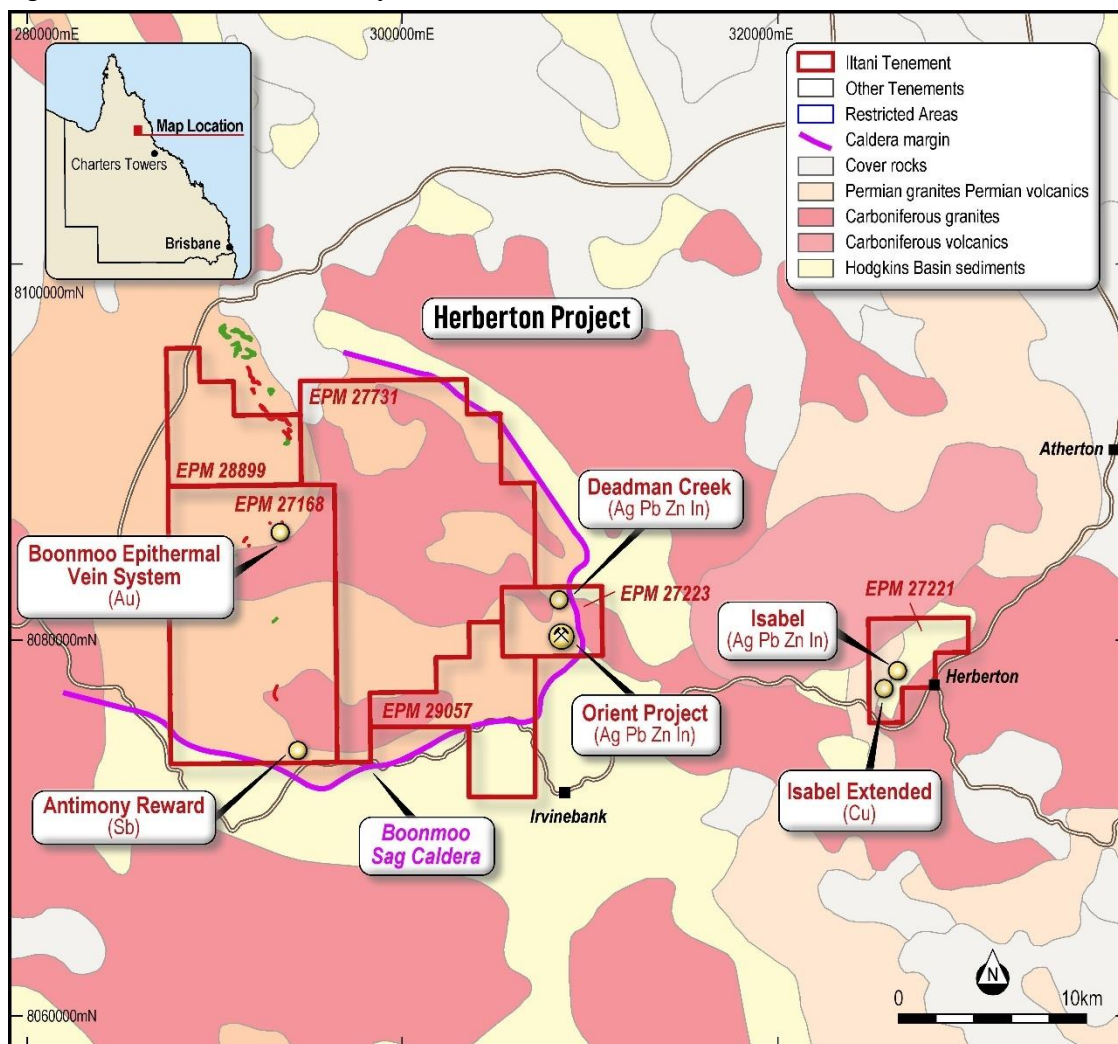 280000mE
300000mE
320000mE
Map Location
Charters Towers
Brisbane
Iltani Tenement
Other Tenements
Restricted Areas
Caldera margin
Cover rocks
Permian granites Permian volcanics
Carboniferous granites
Carboniferous volcanics
Hodgkins Basin sediments
8100000mN
Herberton Project
EPM 27731
Atherton
EPM 28899
EPM 27168
Deadman Creek
(Ag Pb Zn In)
Boonmoo Epithermal
Vein System
(Au)
EPM 27223
EPM 27221
Isabel
(Ag Pb Zn In)
8080000mN
Herberton
EPM 29057
Orient Project
(Ag Pb Zn In)
Antimony Reward
(Sb)
Boonmoo
Sag Caldera
Irvinebank
Isabel Extended
(Cu)
N
0
10km
8060000mN